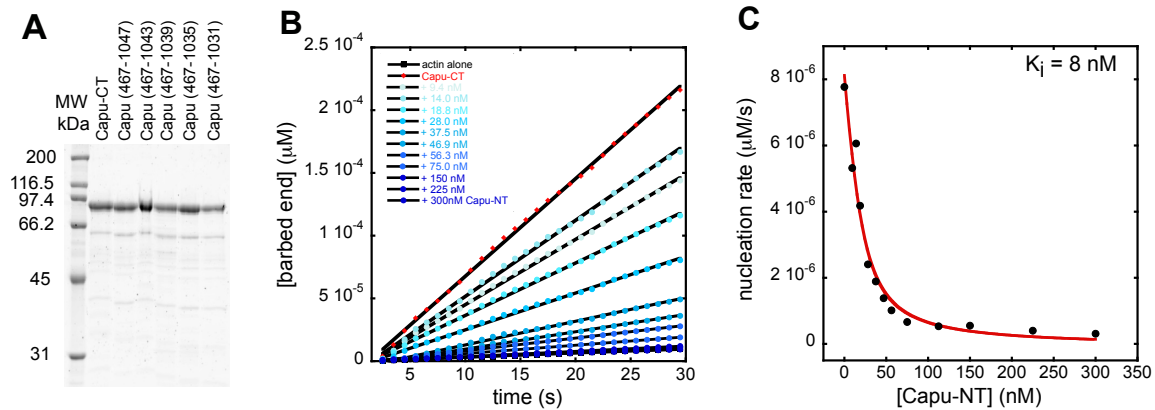 A
Capu-CT
Capu (467-1047)
Capu (467-1043)
Capu (467-1039)
Capu (467-1035)
Capu (467-1031)
MW
kDa
200
116.5
97.4
66.2
45
31
B
2.5 10⁻⁴
2 10⁻⁴
1.5 10⁻⁴
1 10⁻⁴
5 10⁻⁵
0
[barbed end] (μM)
actin alone
Capu-CT
+ 9.4 nM
+ 14.0 nM
+ 18.8 nM
+ 28.0 nM
+ 37.5 nM
+ 46.9 nM
+ 56.3 nM
+ 75.0 nM
+ 150 nM
+ 225 nM
+ 300nM Capu-NT
5 10 15 20 25 30
time (s)
C
Kᵢ = 8 nM
8 10⁻⁶
6 10⁻⁶
4 10⁻⁶
2 10⁻⁶
0
nucleation rate (μM/s)
0 50 100 150 200 250 300
[Capu-NT] (nM)